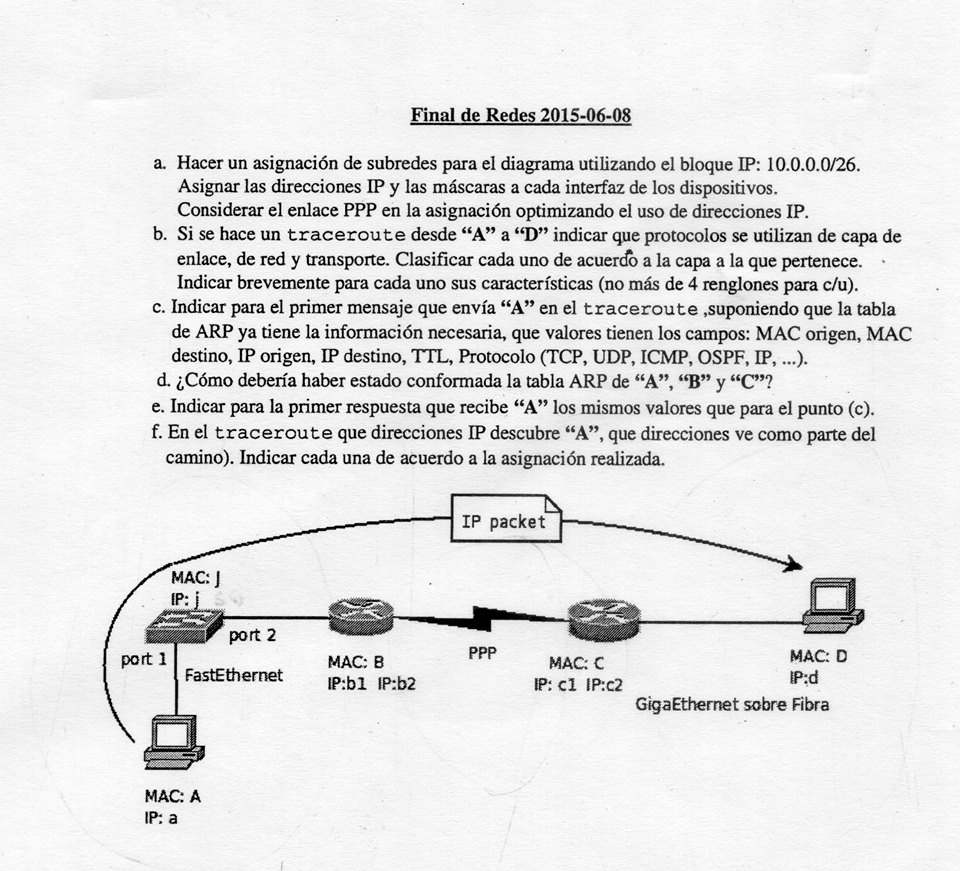 Final de Redes 2015-06-08
a. Hacer un asignación de subredes para el diagrama utilizando el bloque IP: 10.0.0.0/26.
Asignar las direcciones IP y las máscaras a cada interfaz de los dispositivos.
Considerar el enlace PPP en la asignación optimizando el uso de direcciones IP.
b. Si se hace un traceroute desde “A” a “D” indicar que protocolos se utilizan de capa de
enlace, de red y transporte. Clasificar cada uno de acuerdo a la capa a la que pertenece.
Indicar brevemente para cada uno sus características (no más de 4 renglones para c/u).
c. Indicar para el primer mensaje que envía “A” en el traceroute ,suponiendo que la tabla
de ARP ya tiene la información necesaria, que valores tienen los campos: MAC origen, MAC
destino, IP origen, IP destino, TTL, Protocolo (TCP, UDP, ICMP, OSPF, IP, ...).
d. ¿Cómo debería haber estado conformada la tabla ARP de “A”, “B” y “C”?
e. Indicar para la primer respuesta que recibe “A” los mismos valores que para el punto (c).
f. En el traceroute que direcciones IP descubre “A”, que direcciones ve como parte del
camino). Indicar cada una de acuerdo a la asignación realizada.
IP packet
MAC: J
IP: j
port 2
port 1
FastEthernet
MAC: B
IP:b1 IP:b2
PPP
MAC: C
IP: c1 IP:c2
MAC: D
IP:d
GigaEthernet sobre Fibra
MAC: A
IP: a